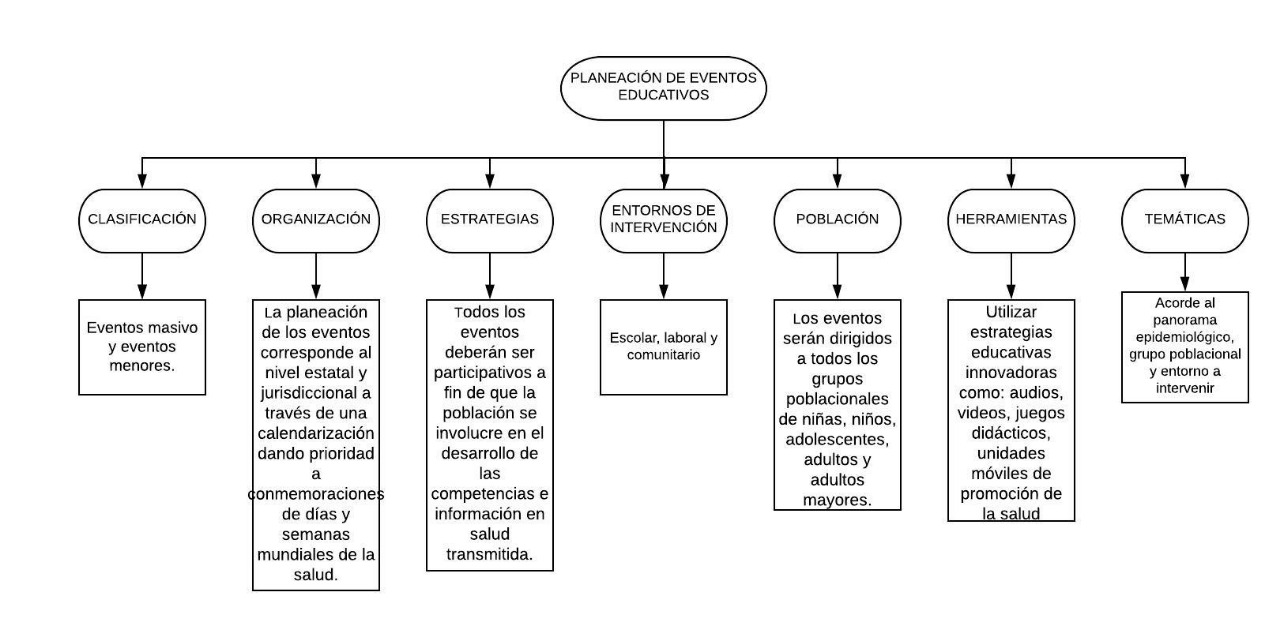 PLANEACIÓN DE EVENTOS
EDUCATIVOS
CLASIFICACIÓN
ORGANIZACIÓN
ESTRATEGIAS
ENTORNOS DE
INTERVENCIÓN
POBLACIÓN
HERRAMIENTAS
TEMÁTICAS
Eventos masivo
y eventos
menores.
La planeación
de los eventos
corresponde al
nivel estatal y
jurisdiccional a
través de una
calendarización
dando prioridad
a
conmemoraciones
de días y
semanas
mundiales de la
salud.
Todos los
eventos
deberán ser
participativos a
fin de que la
población se
involucre en el
desarrollo de
las
competencias e
información en
salud
transmitida.
Escolar, laboral y
comunitario
Los eventos
serán dirigidos
a todos los
grupos
poblacionales
de niñas, niños,
adolescentes,
adultos y
adultos
mayores.
Utilizar
estrategias
educativas
innovadoras
como: audios,
videos, juegos
didácticos,
unidades
móviles de
promoción de
la salud
Acorde al
panorama
epidemiológico,
grupo poblacional
y entorno a
intervenir